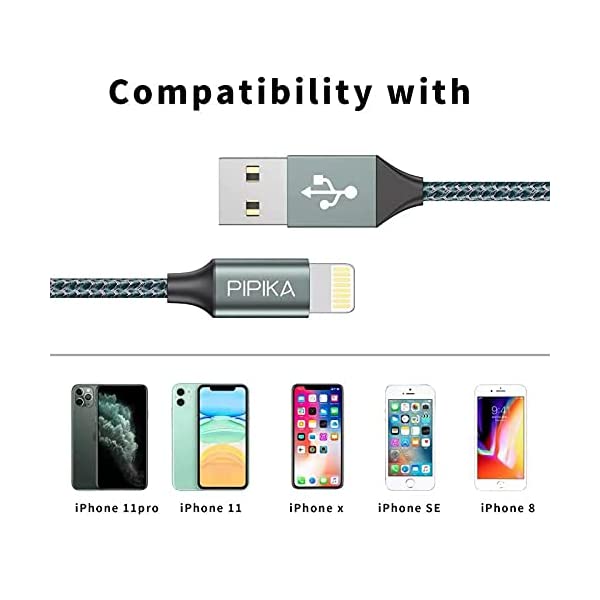 Compatibility with
PIPIKA
iPhone 11pro
iPhone 11
iPhone x
iPhone SE
iPhone 8